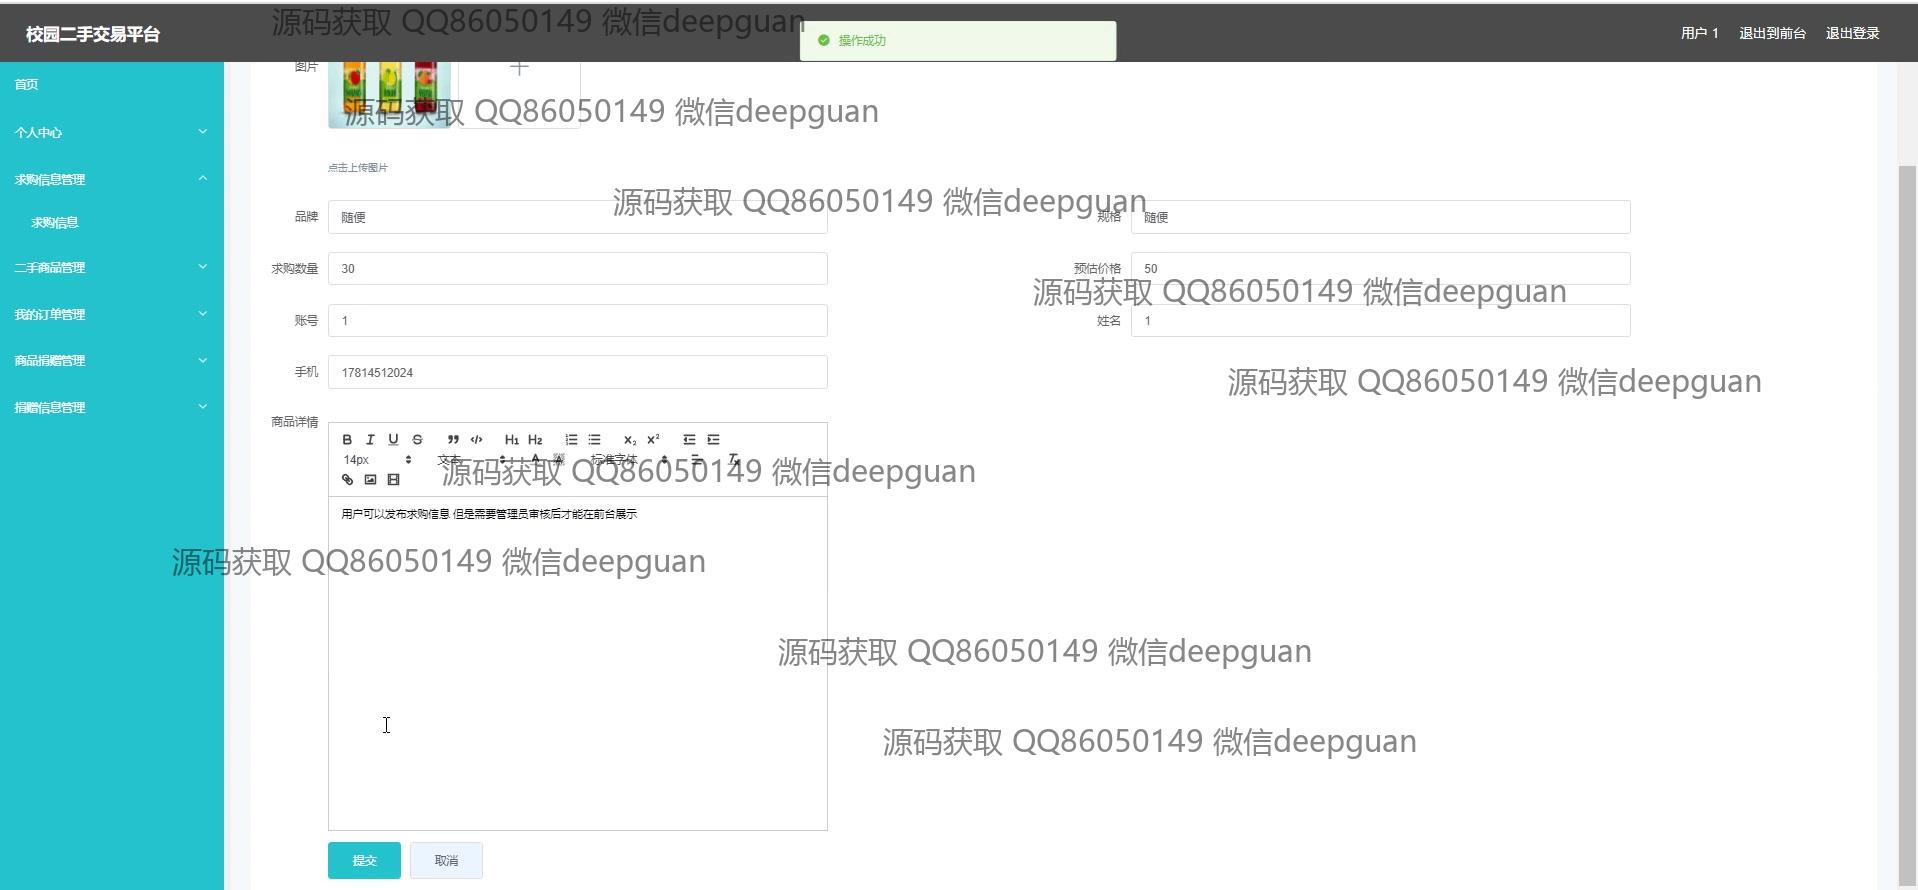 校园二手交易平台
源码获取 QQ86050149 微信deepguan
操作成功
用户 1
退出到前台
退出登录
首页
个人中心
求购信息管理
求购信息
二手商品管理
我的订单管理
商品捐赠管理
捐赠信息管理
图片
源码获取 QQ86050149 微信deepguan
点击上传图片
源码获取 QQ86050149 微信deepguan
品牌 随便
规格 随便
求购数量 30
预估价格 50
源码获取 QQ86050149 微信deepguan
账号 1
姓名 1
手机 17814512024
源码获取 QQ86050149 微信deepguan
商品详情
B I U S H1 H2 X2 X2
14px 文本 A A 标准字体 Tx
源码获取 QQ86050149 微信deepguan
用户可以发布求购信息 但是需要管理员审核后才能在前台展示
源码获取 QQ86050149 微信deepguan
源码获取 QQ86050149 微信deepguan
源码获取 QQ86050149 微信deepguan
提交 取消